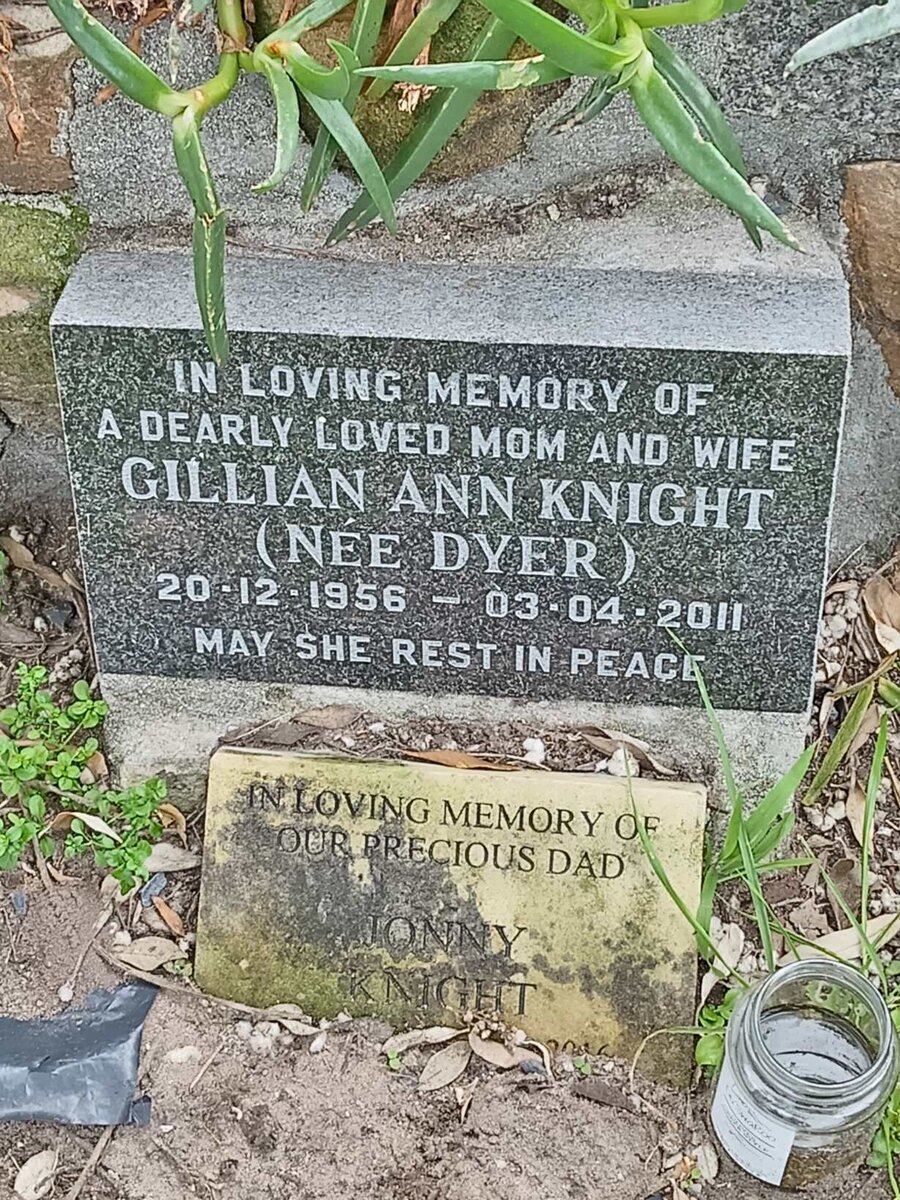 IN LOVING MEMORY OF
A DEARLY LOVED MOM AND WIFE
GILLIAN ANN KNIGHT
(NÉE DYER)
20-12-1956 - 03-04-2011
MAY SHE REST IN PEACE
IN LOVING MEMORY OF
OUR PRECIOUS DAD
JONNY
KNIGHT